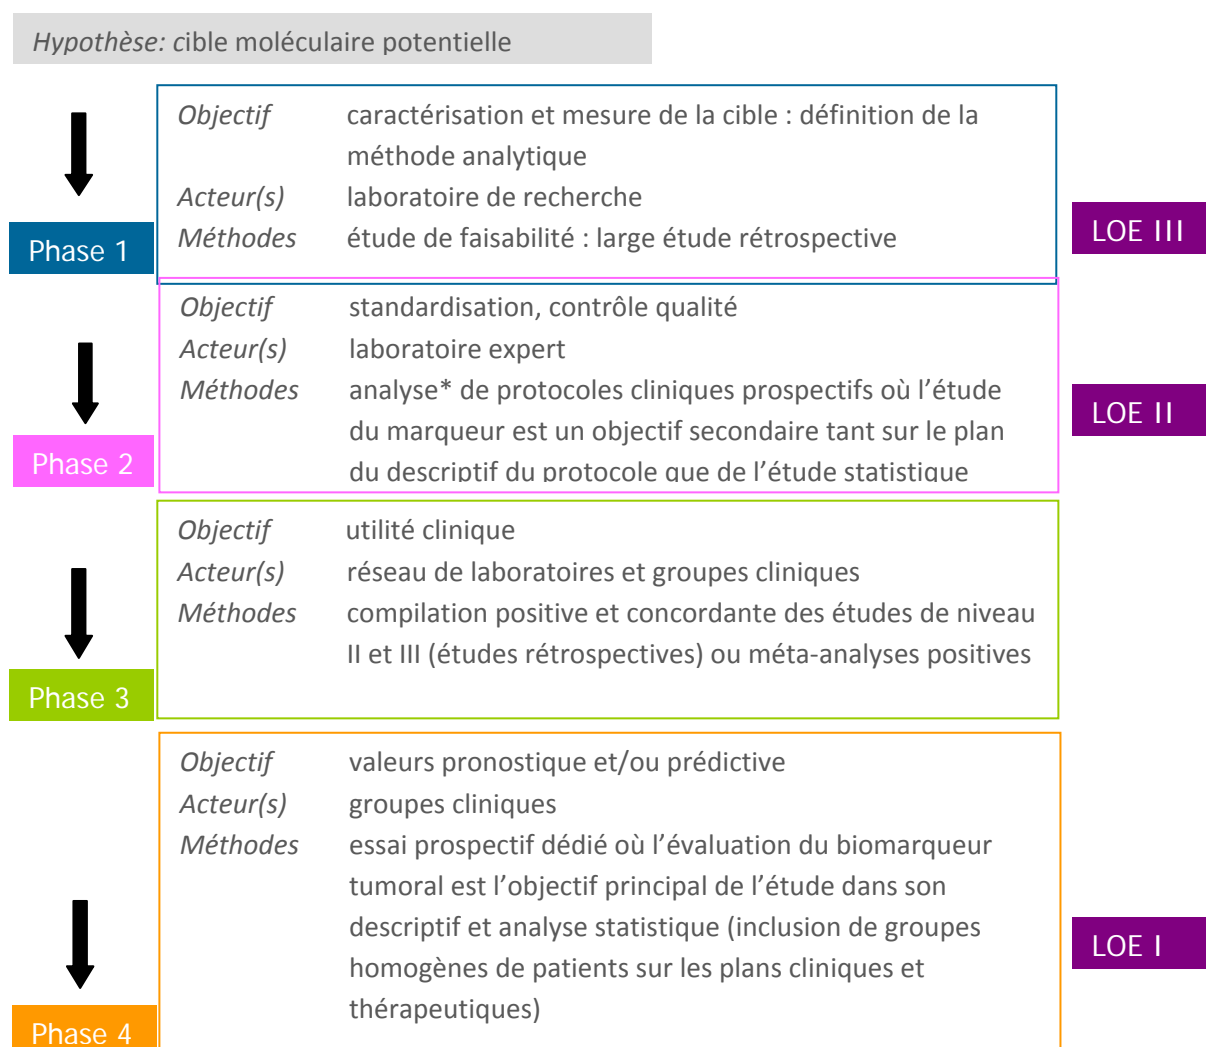 Hypothèse: cible moléculaire potentielle
Objectif caractérisation et mesure de la cible : définition de la
méthode analytique
Acteur(s) laboratoire de recherche
Méthodes étude de faisabilité : large étude rétrospective
Phase 1
LOE III
Objectif standardisation, contrôle qualité
Acteur(s) laboratoire expert
Méthodes analyse* de protocoles cliniques prospectifs où l’étude
du marqueur est un objectif secondaire tant sur le plan
du descriptif du protocole que de l’étude statistique
Phase 2
LOE II
Objectif utilité clinique
Acteur(s) réseau de laboratoires et groupes cliniques
Méthodes compilation positive et concordante des études de niveau
II et III (études rétrospectives) ou méta-analyses positives
Phase 3
Objectif valeurs pronostique et/ou prédictive
Acteur(s) groupes cliniques
Méthodes essai prospectif dédié où l’évaluation du biomarqueur
tumoral est l’objectif principal de l’étude dans son
descriptif et analyse statistique (inclusion de groupes
homogènes de patients sur les plans cliniques et
thérapeutiques)
LOE I
Phase 4